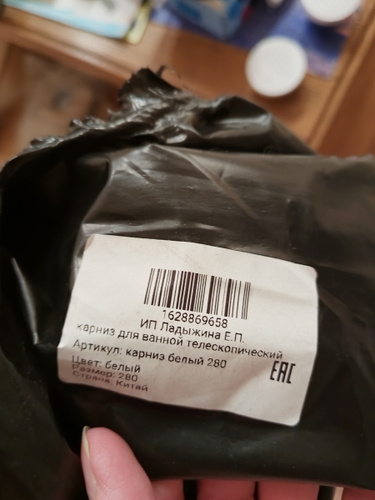 1628869658
ИП Ладыжина Е.П.
карниз для ванной телескопический
Артикул: карниз белый 280
Цвет: белый
Размер: 280
Страна: Китай
EAC